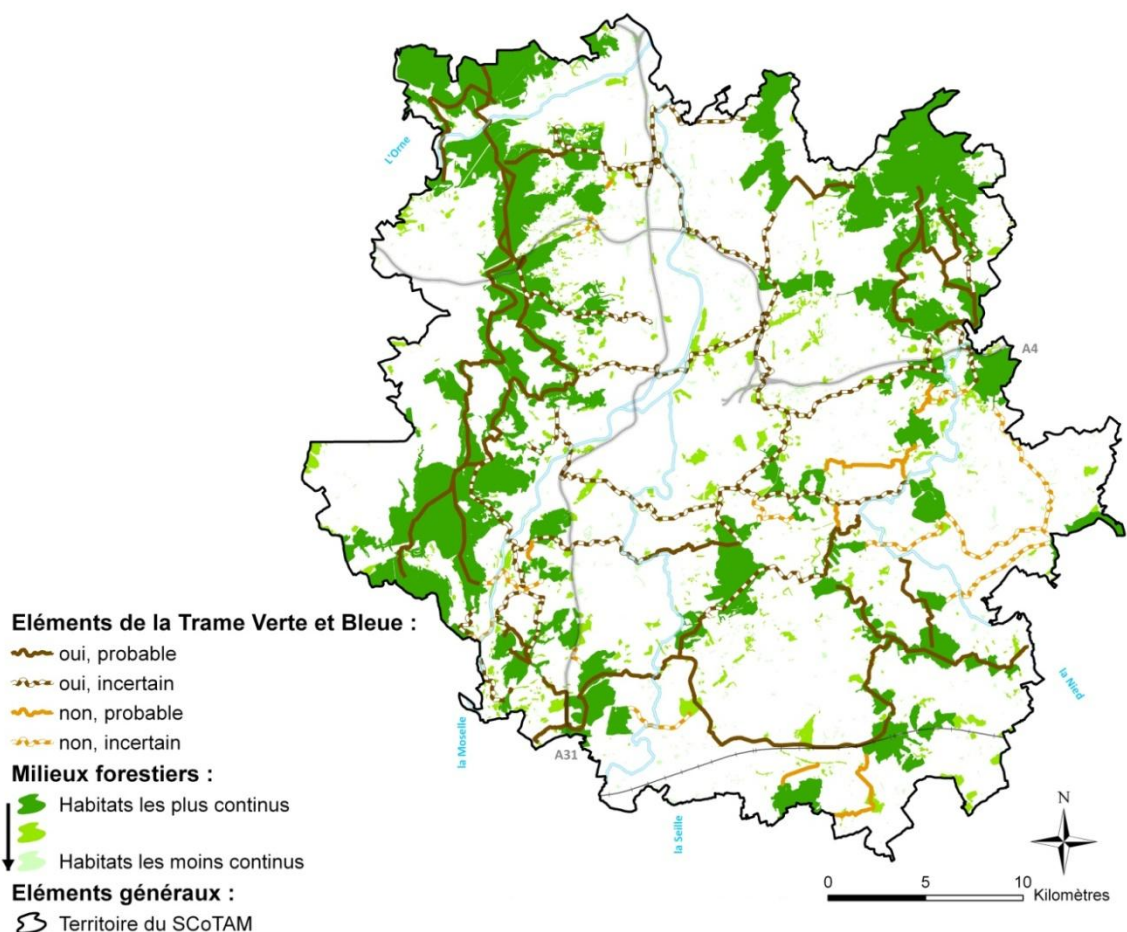 L'Orne
A4
la Nied
la Moselle
A31
la Seille
Eléments de la Trame Verte et Bleue :
oui, probable
oui, incertain
non, probable
non, incertain
Milieux forestiers :
Habitats les plus continus
Habitats les moins continus
Eléments généraux :
Territoire du SCoTAM
N
0 5 10
Kilomètres